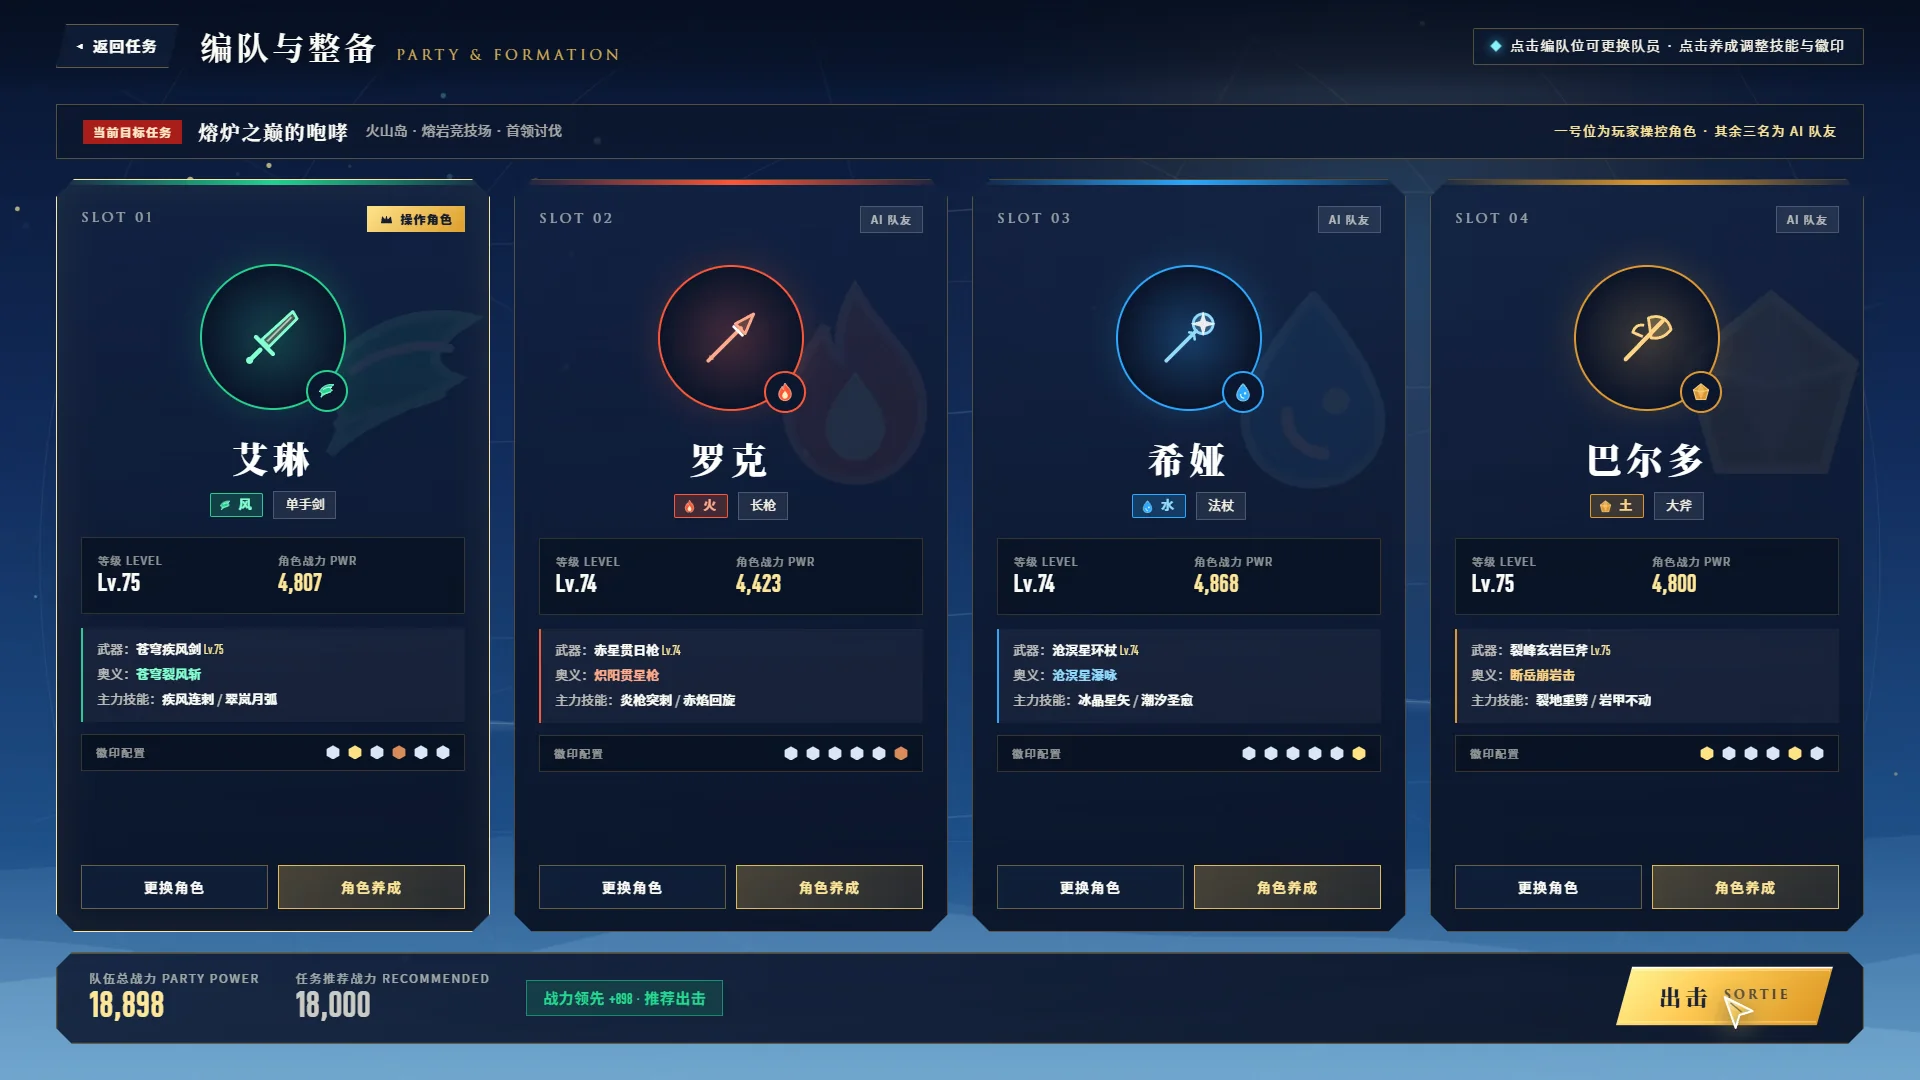 返回任务
编队与整备 PARTY & FORMATION
点击编队位可更换队员 · 点击养成调整技能与徽印
当前目标任务 熔炉之巅的咆哮 火山岛 · 熔岩竞技场 · 首领讨伐
一号位为玩家操控角色 · 其余三名为 AI 队友
SLOT 01 操作角色
艾琳
风 单手剑
等级 LEVEL 角色战力 PWR
Lv.75 4,807
武器：苍穹疾风剑 Lv.75
奥义：苍穹裂风斩
主力技能：疾风连刺 / 翠岚月弧
徽印配置
更换角色 角色养成
SLOT 02 AI 队友
罗克
火 长枪
等级 LEVEL 角色战力 PWR
Lv.74 4,423
武器：赤星贯日枪 Lv.74
奥义：炽阳贯星枪
主力技能：炎枪突刺 / 赤焰回旋
徽印配置
更换角色 角色养成
SLOT 03 AI 队友
希娅
水 法杖
等级 LEVEL 角色战力 PWR
Lv.74 4,868
武器：沧溟星环杖 Lv.74
奥义：沧溟星瀑咏
主力技能：冰晶星矢 / 潮汐圣愈
徽印配置
更换角色 角色养成
SLOT 04 AI 队友
巴尔多
土 大斧
等级 LEVEL 角色战力 PWR
Lv.75 4,800
武器：裂峰玄岩巨斧 Lv.75
奥义：断岳崩岩击
主力技能：裂地重劈 / 岩甲不动
徽印配置
更换角色 角色养成
队伍总战力 PARTY POWER 任务推荐战力 RECOMMENDED
18,898 18,000
战力领先 +898 · 推荐出击
出击 SORTIE